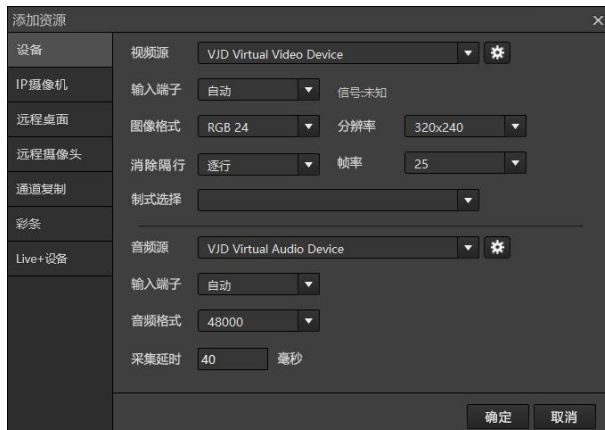 添加资源
设备
IP摄像机
远程桌面
远程摄像头
通道复制
彩条
Live+设备
视频源 VJD Virtual Video Device
输入端子 自动 信号:未知
图像格式 RGB 24 分辨率 320x240
消除隔行 逐行 帧率 25
制式选择
音频源 VJD Virtual Audio Device
输入端子 自动
音频格式 48000
采集延时 40 毫秒
确定 取消